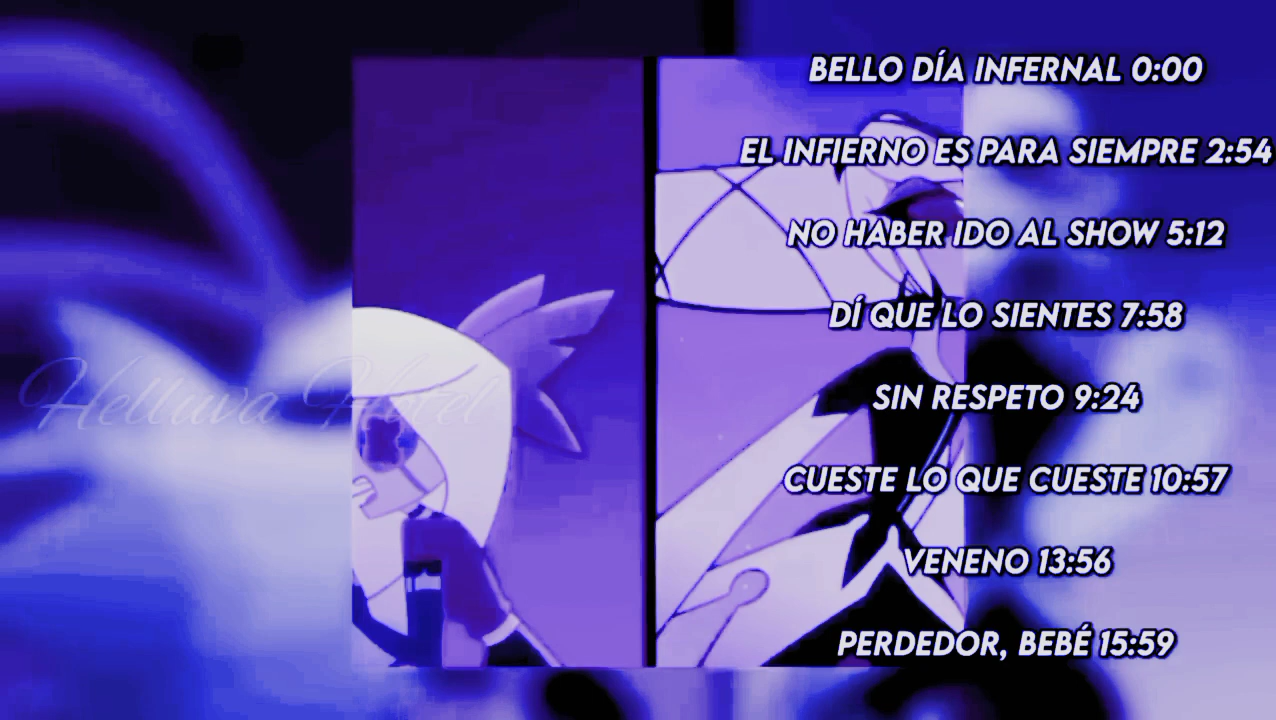 BELLO DÍA INFERNAL 0:00
EL INFIERNO ES PARA SIEMPRE 2:54
NO HABER IDO AL SHOW 5:12
DÍ QUE LO SIENTES 7:58
SIN RESPETO 9:24
CUESTE LO QUE CUESTE 10:57
VENENO 13:56
PERDEDOR, BEBÉ 15:59
Helluva Hotel